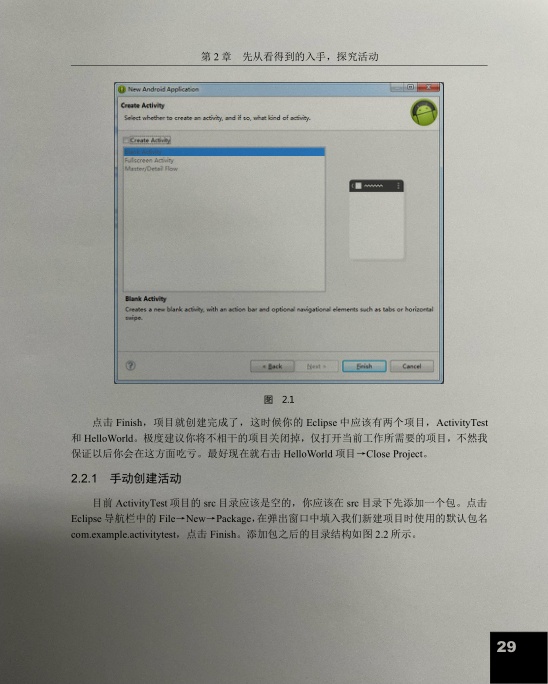 第 2 章 先从看得到的入手，探究活动
New Android Application
Create Activity
Select whether to create an activity, and if so, what kind of activity.
Create Activity
Fullscreen Activity
Master/Detail Flow
Blank Activity
Creates a new blank activity, with an action bar and optional navigational elements such as tabs or horizontal
swipe.
< Back Next > Finish Cancel
图 2.1
点击 Finish，项目就创建完成了，这时候你的 Eclipse 中应该有两个项目，ActivityTest
和 HelloWorld。极度建议你将不相干的项目关闭掉，仅打开当前工作所需要的项目，不然我
保证以后你会在这方面吃亏。最好现在就右击 HelloWorld 项目→Close Project。
2.2.1 手动创建活动
目前 ActivityTest 项目的 src 目录应该是空的，你应该在 src 目录下先添加一个包。点击
Eclipse 导航栏中的 File→New→Package，在弹出窗口中填入我们新建项目时使用的默认包名
com.example.activitytest，点击 Finish。添加包之后的目录结构如图 2.2 所示。
29